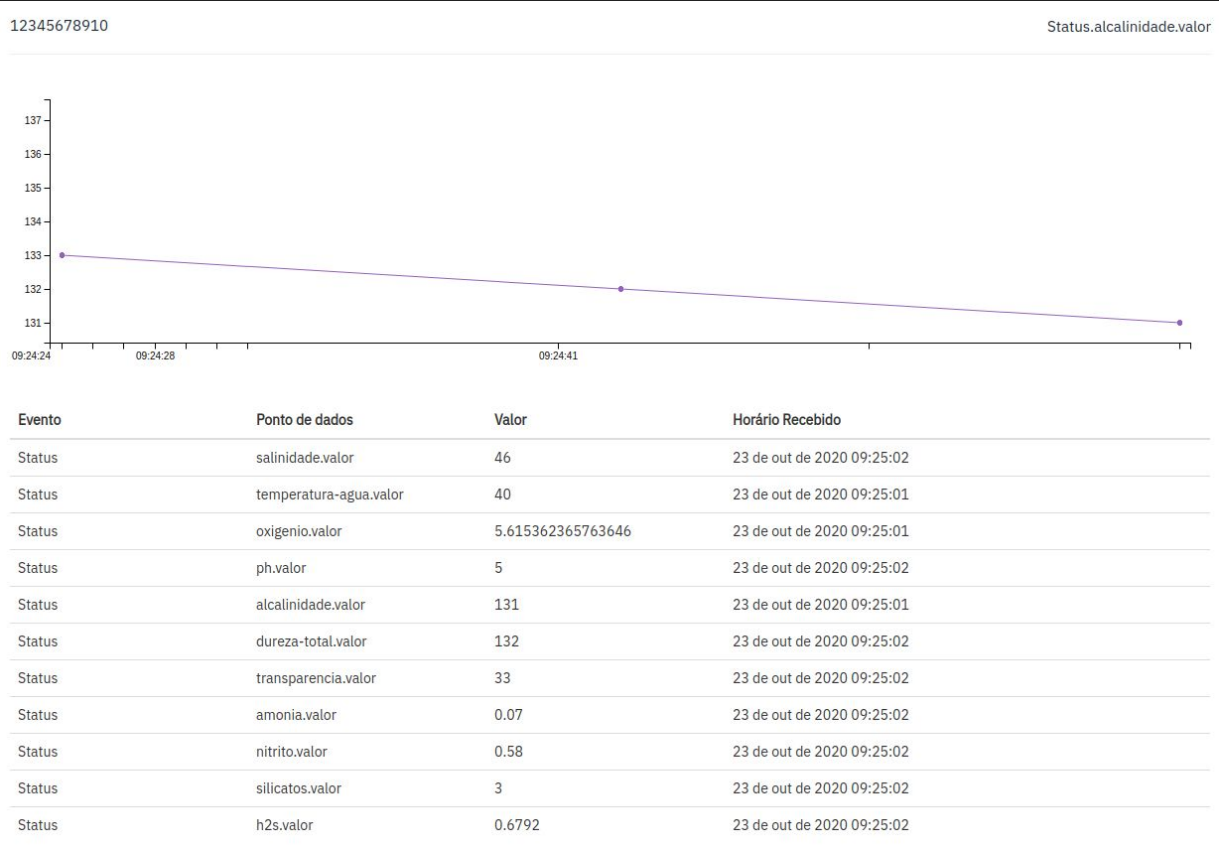 12345678910 Status.alcalinidade.valor
137
136
135
134
133
132
131
09:24:24 09:24:28 09:24:41
Evento Ponto de dados Valor Horário Recebido
Status salinidade.valor 46 23 de out de 2020 09:25:02
Status temperatura-agua.valor 40 23 de out de 2020 09:25:01
Status oxigenio.valor 5.615362365763646 23 de out de 2020 09:25:01
Status ph.valor 5 23 de out de 2020 09:25:02
Status alcalinidade.valor 131 23 de out de 2020 09:25:01
Status dureza-total.valor 132 23 de out de 2020 09:25:02
Status transparencia.valor 33 23 de out de 2020 09:25:02
Status amonia.valor 0.07 23 de out de 2020 09:25:02
Status nitrito.valor 0.58 23 de out de 2020 09:25:02
Status silicatos.valor 3 23 de out de 2020 09:25:02
Status h2s.valor 0.6792 23 de out de 2020 09:25:02